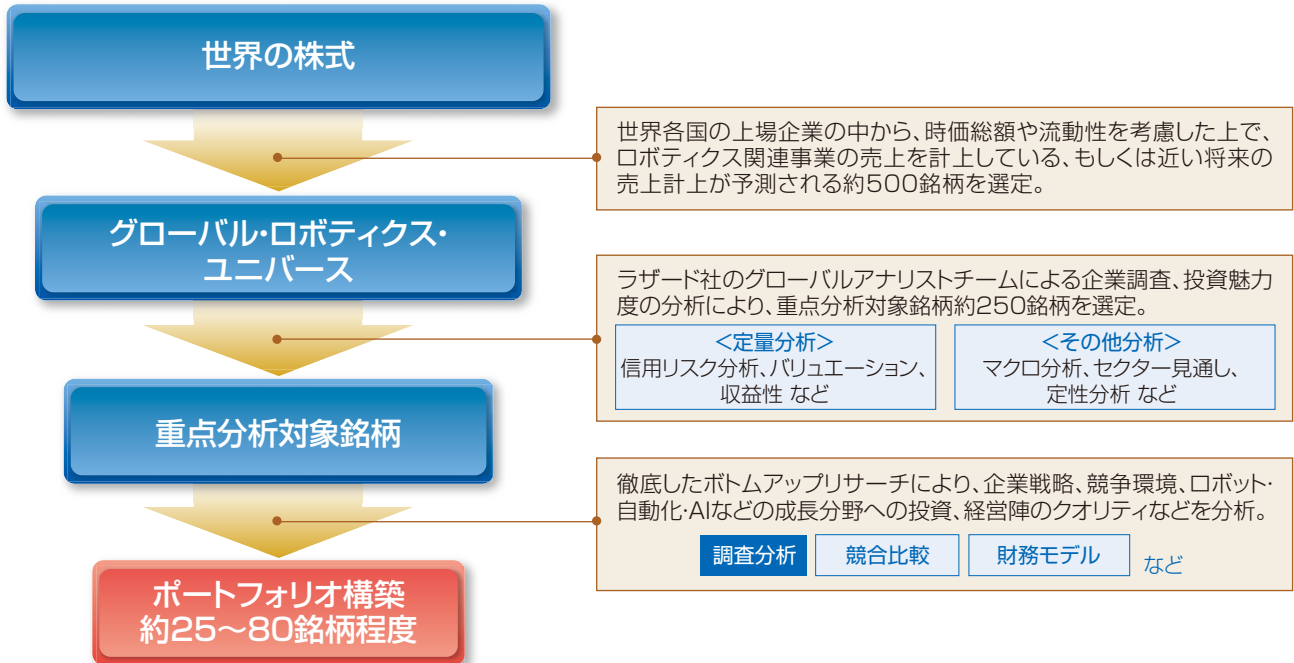 世界の株式
世界各国の上場企業の中から、時価総額や流動性を考慮した上で、
ロボティクス関連事業の売上を計上している、もしくは近い将来の
売上計上が予測される約500銘柄を選定。
グローバル・ロボティクス・
ユニバース
ラザード社のグローバルアナリストチームによる企業調査、投資魅力
度の分析により、重点分析対象銘柄約250銘柄を選定。
＜定量分析＞
信用リスク分析、バリュエーション、
収益性 など
＜その他分析＞
マクロ分析、セクター見通し、
定性分析 など
重点分析対象銘柄
徹底したボトムアップリサーチにより、企業戦略、競争環境、ロボット・
自動化・AIなどの成長分野への投資、経営陣のクオリティなどを分析。
調査分析
競合比較
財務モデル
など
ポートフォリオ構築
約25～80銘柄程度